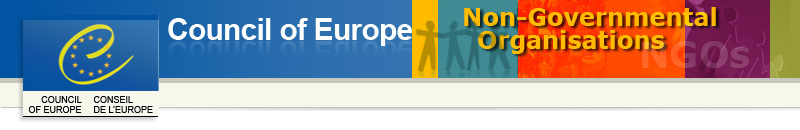 Council of Europe
Non-Governmental
Organisations
NGOs
COUNCIL CONSEIL
OF EUROPE DE L'EUROPE